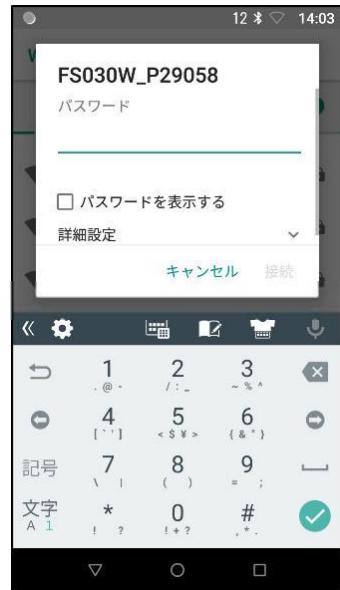 12 14:03
W
FS030W_P29058
パスワード
パスワードを表示する
詳細設定
キャンセル 接続
1 2 3
. @ - / : _ ~ % ^
4 5 6
[ ` ' ] < $ ¥ > { & " }
記号 7 8 9
\ | ( ) = ;
文字 * 0 #
A 1 ! ? ! + ? , * .